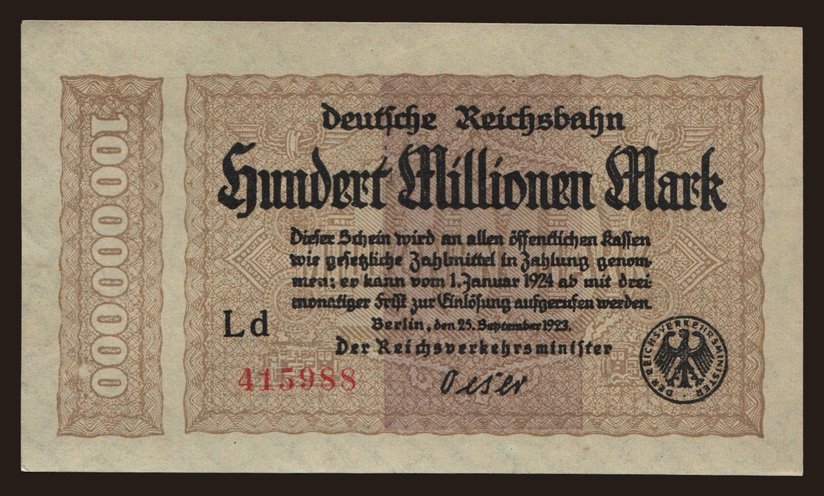 100000000
Deutsche Reichsbahn
Hundert Millionen Mark
Dieser Schein wird an allen öffentlichen Kassen
wie gesetzliche Zahlmittel in Zahlung genom-
men; er kann vom 1. Januar 1924 ab mit drei
monatiger Frist zur Einlösung aufgerufen werden.
Berlin, den 25. September 1923.
Der Reichsverkehrsminister
Ld
415988
Oeser
DER REICHSVERKEHRSMINISTER